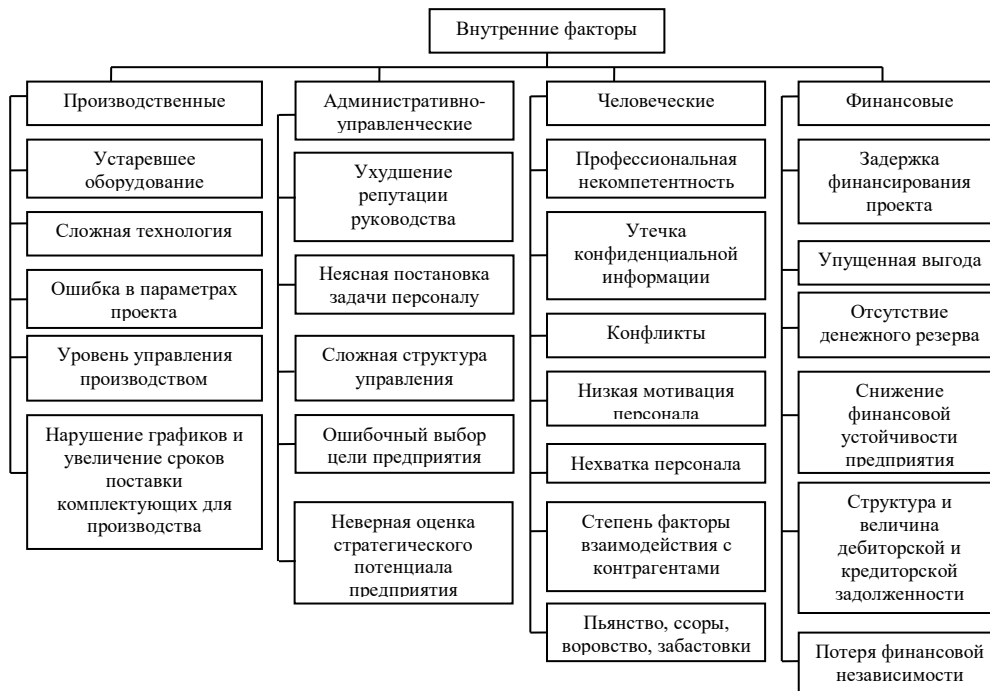 Внутренние факторы
Производственные
Устаревшее
оборудование
Сложная технология
Ошибка в параметрах
проекта
Уровень управления
производством
Нарушение графиков и
увеличение сроков
поставки
комплектующих для
производства
Административно-
управленческие
Ухудшение
репутации
руководства
Неясная постановка
задачи персоналу
Сложная структура
управления
Ошибочный выбор
цели предприятия
Неверная оценка
стратегического
потенциала
предприятия
Человеческие
Профессиональная
некомпетентность
Утечка
конфиденциальной
информации
Конфликты
Низкая мотивация
персонала
Нехватка персонала
Степень факторы
взаимодействия с
контрагентами
Пьянство, ссоры,
воровство, забастовки
Финансовые
Задержка
финансирования
проекта
Упущенная выгода
Отсутствие
денежного резерва
Снижение
финансовой
устойчивости
предприятия
Структура и
величина
дебиторской и
кредиторской
задолженности
Потеря финансовой
независимости